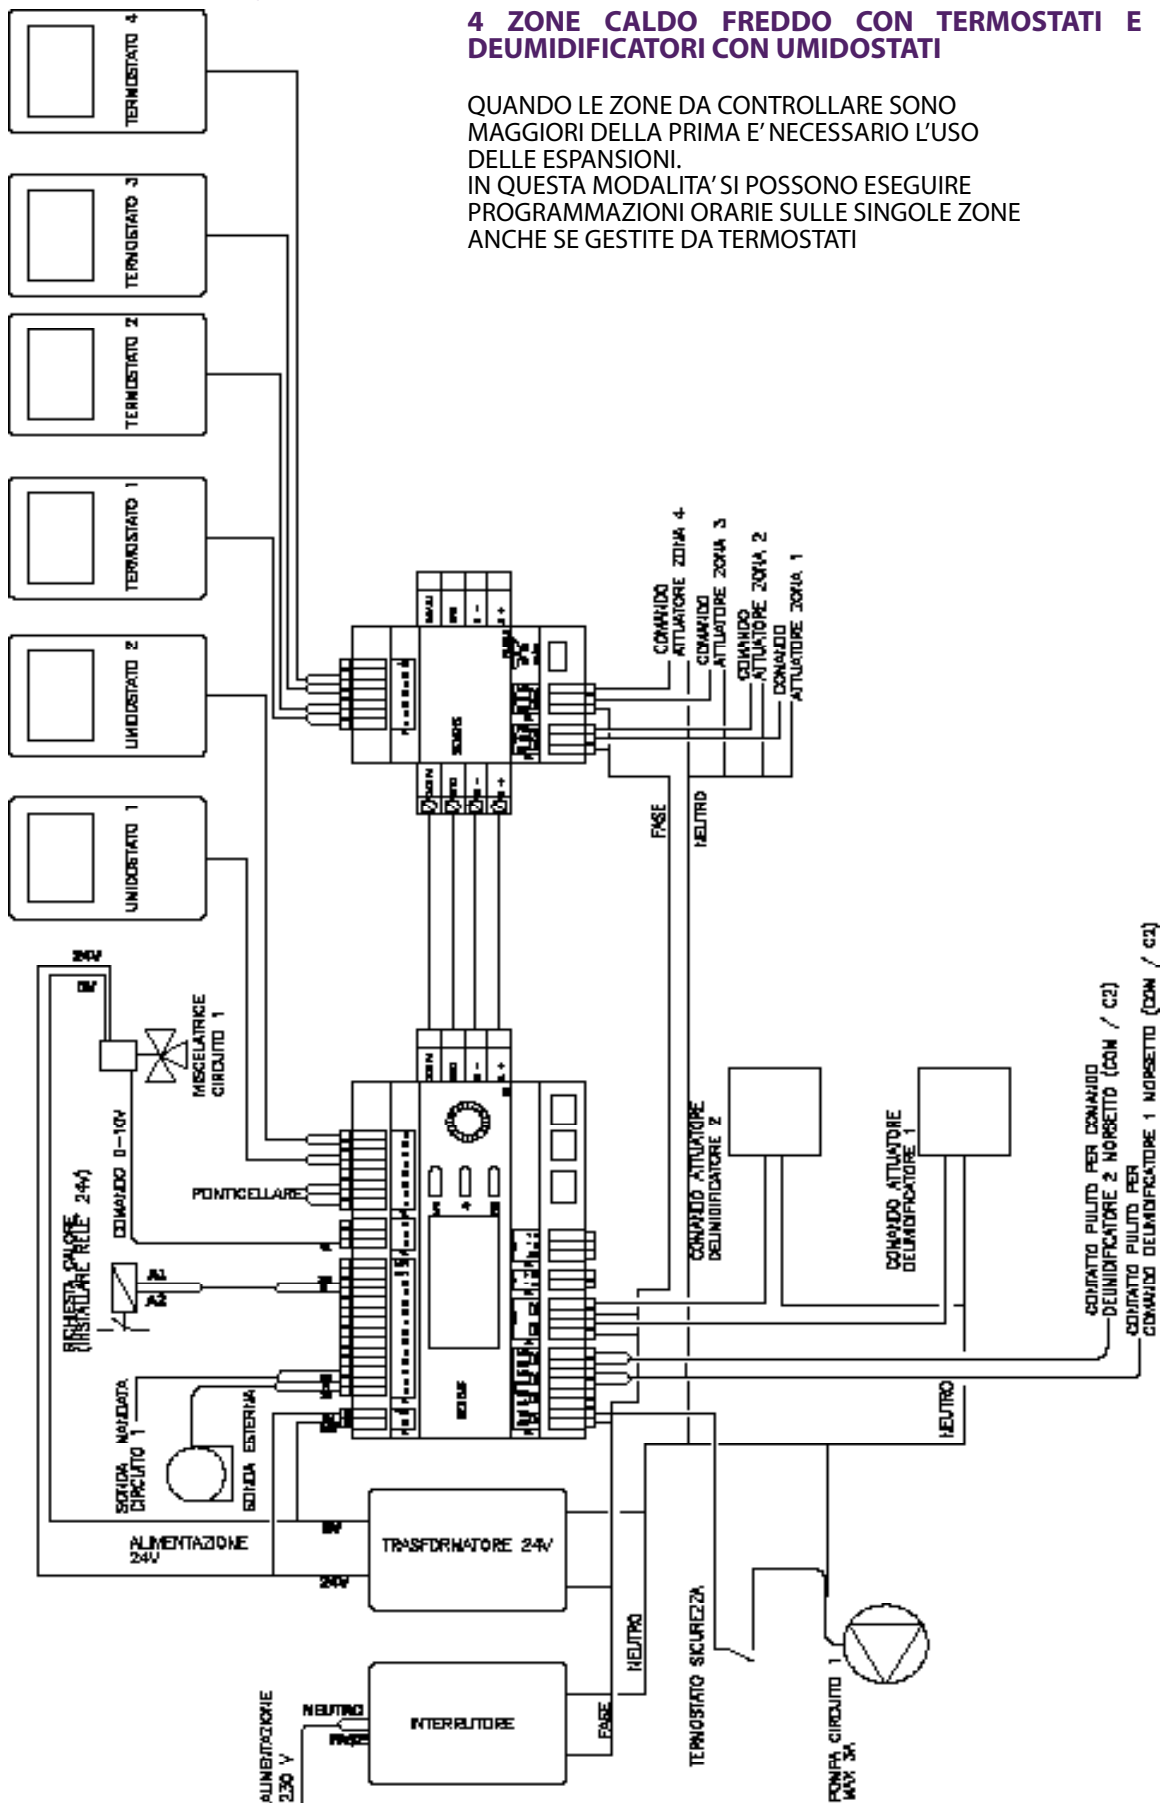 4 ZONE CALDO FREDDO CON TERMOSTATI E
DEUMIDIFICATORI CON UMIDOSTATI
QUANDO LE ZONE DA CONTROLLARE SONO
MAGGIORI DELLA PRIMA E’ NECESSARIO L’USO
DELLE ESPANSIONI.
IN QUESTA MODALITA’ SI POSSONO ESEGUIRE
PROGRAMMAZIONI ORARIE SULLE SINGOLE ZONE
ANCHE SE GESTITE DA TERMOSTATI
TERMOSTATO 4
TERMOSTATO 3
TERMOSTATO 2
TERMOSTATO 1
UMIDOSTATO 2
UMIDOSTATO 1
COMANDO
ATTUATORE ZONA 4
COMANDO
ATTUATORE ZONA 3
COMANDO
ATTUATORE ZONA 2
COMANDO
ATTUATORE ZONA 1
SIEMENS
FASE
NEUTRO
24V
0V
MISCELATRICE
CIRCUITO 1
COMANDO 0-10V
PONTICELLARE
RICHIESTA CALORE
(INSTALLARE RELE' 24V)
A1
A2
SONDA MANDATA
CIRCUITO 1
SONDA ESTERNA
COMANDO ATTUATORE
DEUMIDIFICATORE 2
COMANDO ATTUATORE
DEUMIDIFICATORE 1
CONTATTO PULITO PER COMANDO
DEUMIDIFICATORE 2 MORSETTO (COM / C2)
CONTATTO PULITO PER
COMANDO DEUMIDIFICATORE 1 MORSETTO (COM / C2)
NEUTRO
ALIMENTAZIONE
24V
0V
24V
TRASFORMATORE 24V
NEUTRO
FASE
TERMOSTATO SICUREZZA
POMPA CIRCUITO 1
MAX 3A
INTERRUTTORE
NEUTRO
FASE
ALIMENTAZIONE
230 V